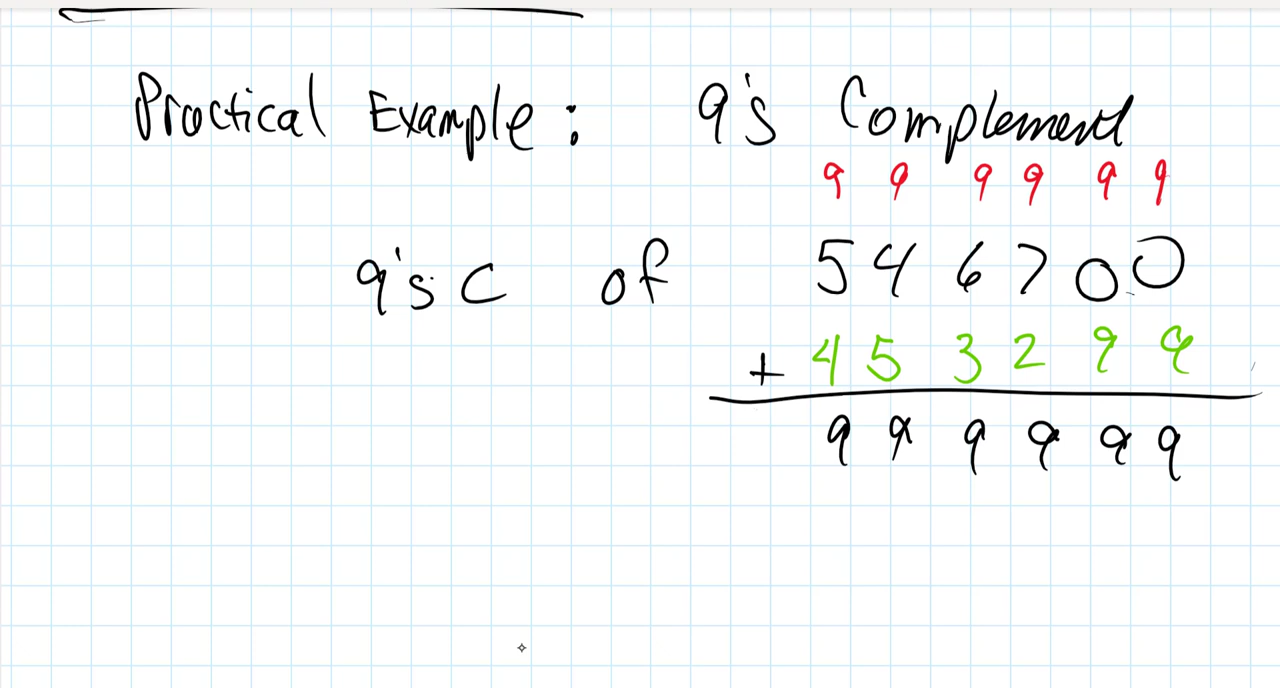 Practical Example: 9's Complement
9 9 9 9 9 9
9's C of 5 4 6 7 0 0
+ 4 5 3 2 9 9
9 9 9 9 9 9